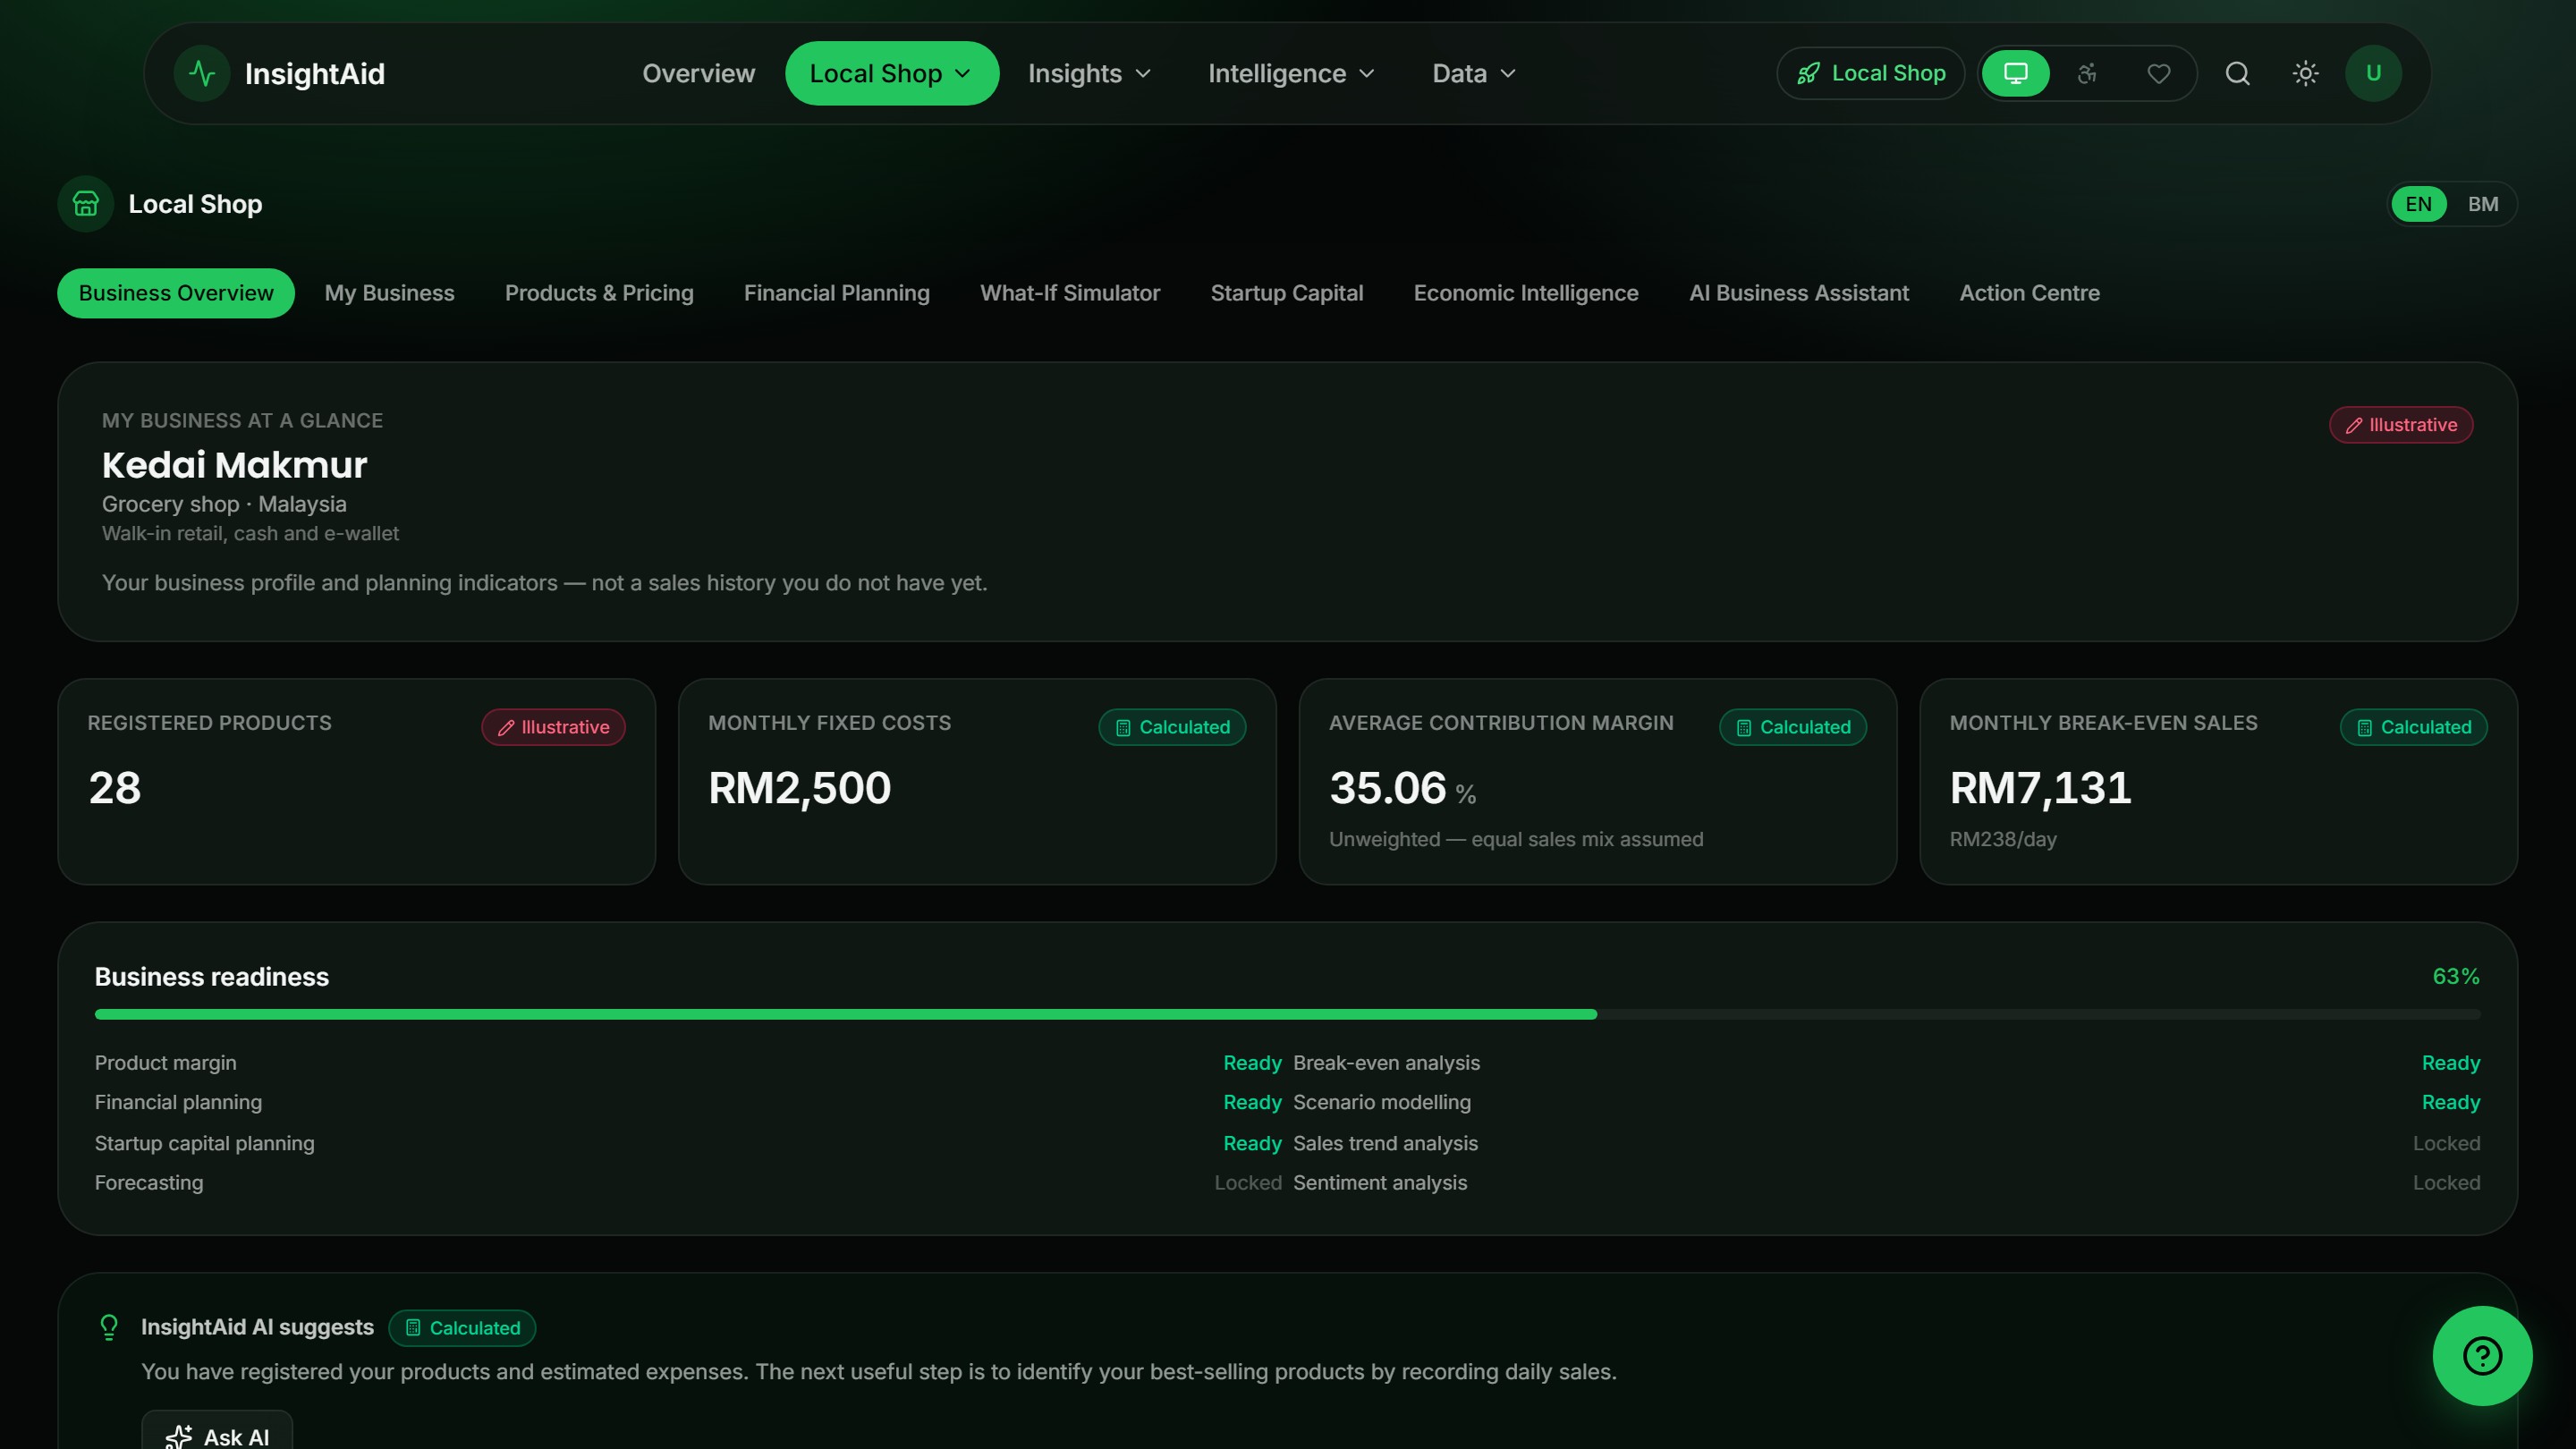 InsightAid
Overview
Local Shop
Insights
Intelligence
Data
Local Shop
U
Local Shop
EN
BM
Business Overview
My Business
Products & Pricing
Financial Planning
What-If Simulator
Startup Capital
Economic Intelligence
AI Business Assistant
Action Centre
MY BUSINESS AT A GLANCE
Illustrative
Kedai Makmur
Grocery shop · Malaysia
Walk-in retail, cash and e-wallet
Your business profile and planning indicators — not a sales history you do not have yet.
REGISTERED PRODUCTS
Illustrative
28
MONTHLY FIXED COSTS
Calculated
RM2,500
AVERAGE CONTRIBUTION MARGIN
Calculated
35.06 %
Unweighted — equal sales mix assumed
MONTHLY BREAK-EVEN SALES
Calculated
RM7,131
RM238/day
Business readiness
63%
Product margin
Ready
Break-even analysis
Ready
Financial planning
Ready
Scenario modelling
Ready
Startup capital planning
Ready
Sales trend analysis
Locked
Forecasting
Locked
Sentiment analysis
Locked
InsightAid AI suggests
Calculated
You have registered your products and estimated expenses. The next useful step is to identify your best-selling products by recording daily sales.
Ask AI